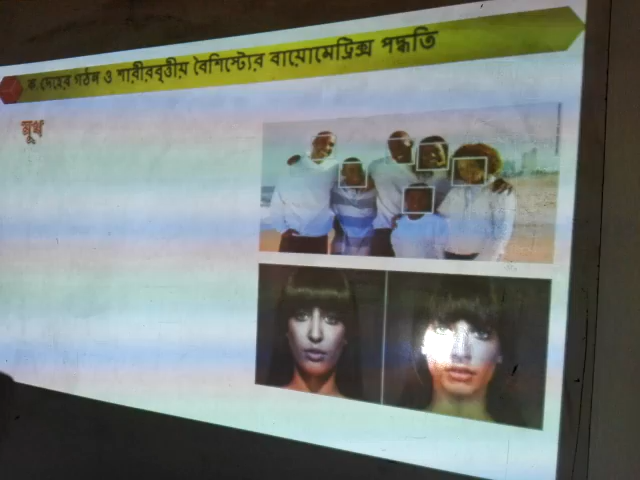 ক. দেহের গঠন ও শারীরবৃত্তীয় বৈশিস্ট্যের বায়োমেট্রিক্স পদ্ধতি
মুখ